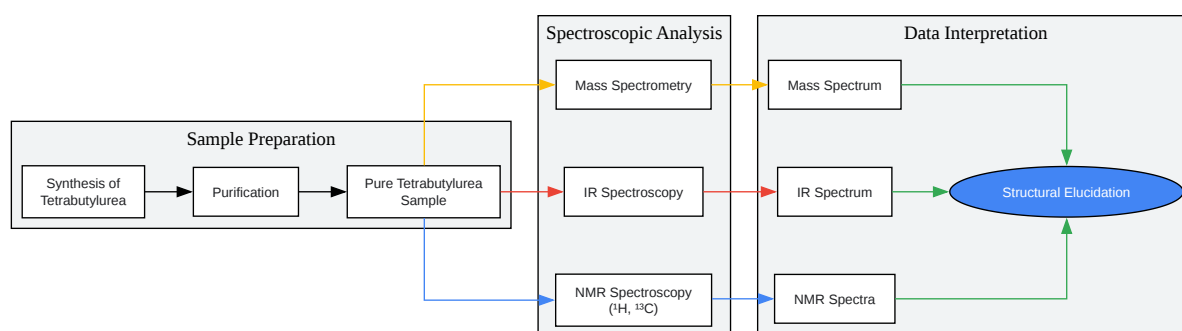 Spectroscopic Analysis
Data Interpretation
Mass Spectrometry
Mass Spectrum
Sample Preparation
Synthesis of
Tetrabutylurea
Purification
Pure Tetrabutylurea
Sample
IR Spectroscopy
IR Spectrum
Structural Elucidation
NMR Spectroscopy
(¹H, ¹³C)
NMR Spectra